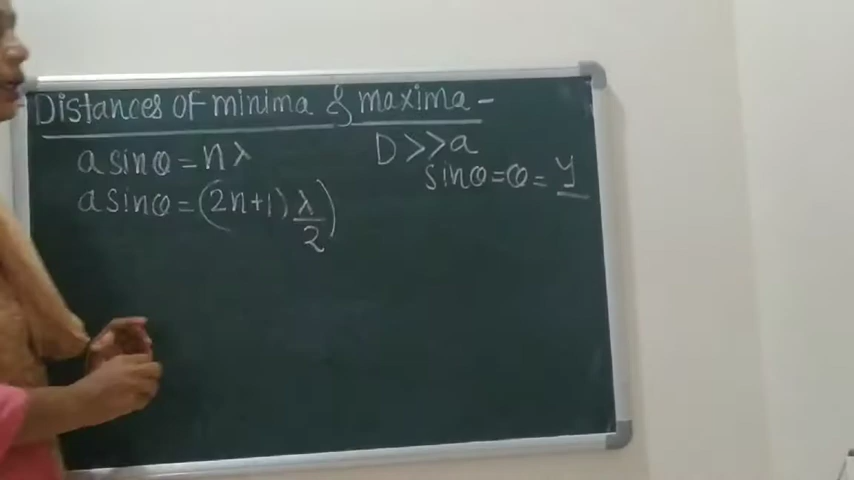 Distances of minima & maxima -
a sinθ = nλ
D >> a
sinθ = θ = y
a sinθ = (2n+1) λ/2)